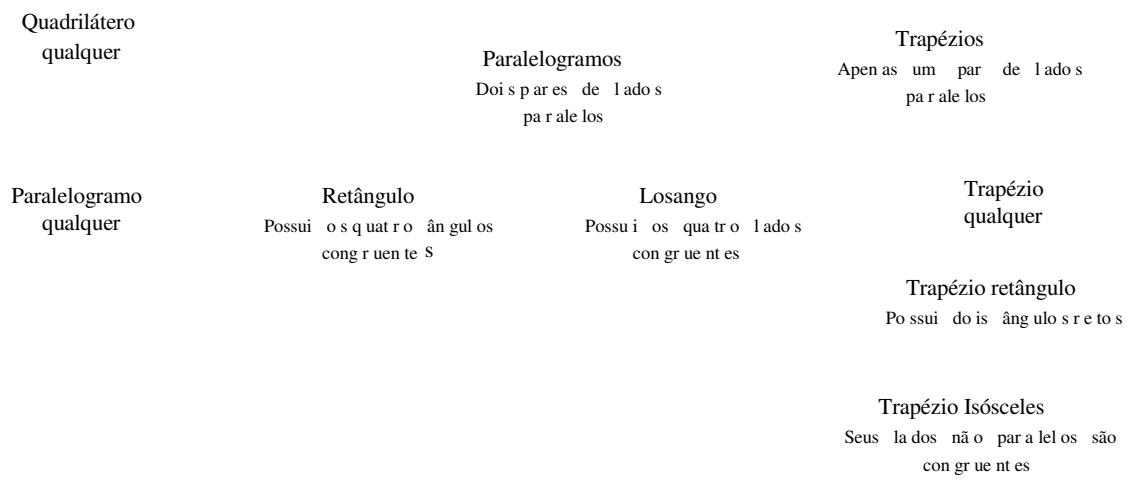 Quadrilátero
qualquer
Paralelogramos
Dois pares de lados
paralelos
Trapézios
Apenas um par de lados
paralelos
Paralelogramo
qualquer
Retângulo
Possui os quatro ângulos
congruentes
Losango
Possui os quatro lados
congruentes
Trapézio
qualquer
Trapézio retângulo
Possui dois ângulos retos
Trapézio Isósceles
Seus lados não paralelos são
congruentes